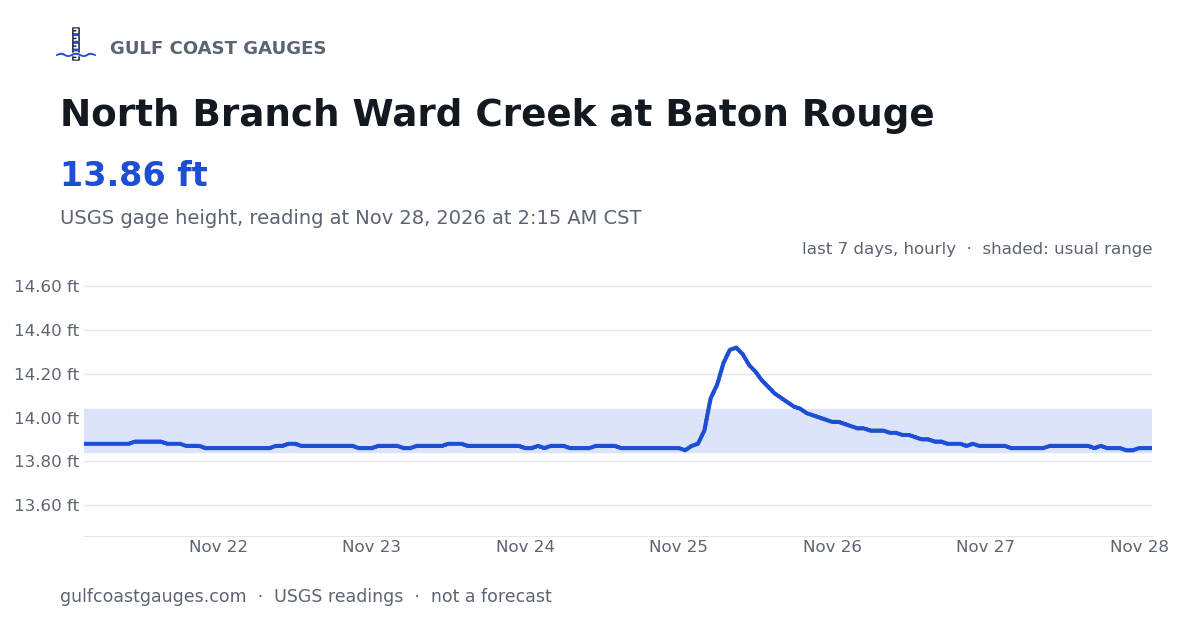 GULF COAST GAUGES
North Branch Ward Creek at Baton Rouge
13.86 ft
USGS gage height, reading at Nov 28, 2026 at 2:15 AM CST
last 7 days, hourly · shaded: usual range
14.60 ft
14.40 ft
14.20 ft
14.00 ft
13.80 ft
13.60 ft
Nov 22 Nov 23 Nov 24 Nov 25 Nov 26 Nov 27 Nov 28
gulfcoastgauges.com · USGS readings · not a forecast